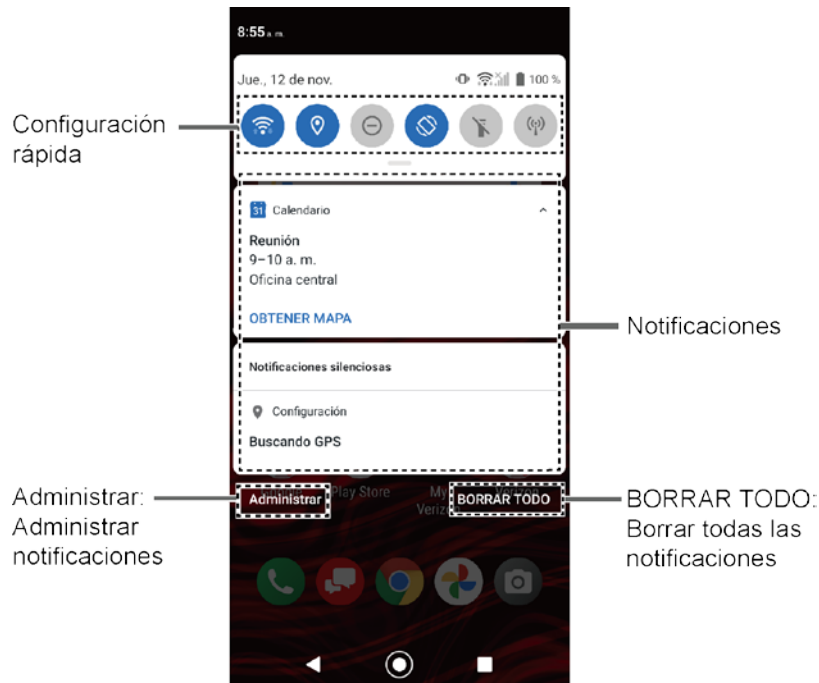 8:55 a. m.
Jue., 12 de nov.
100 %
Configuración
rápida
31 Calendario
Reunión
9–10 a. m.
Oficina central
OBTENER MAPA
Notificaciones
Notificaciones silenciosas
Configuración
Buscando GPS
Administrar:
Administrar
notificaciones
Administrar
Play Store
My
Verizon
BORRAR TODO
BORRAR TODO:
Borrar todas las
notificaciones